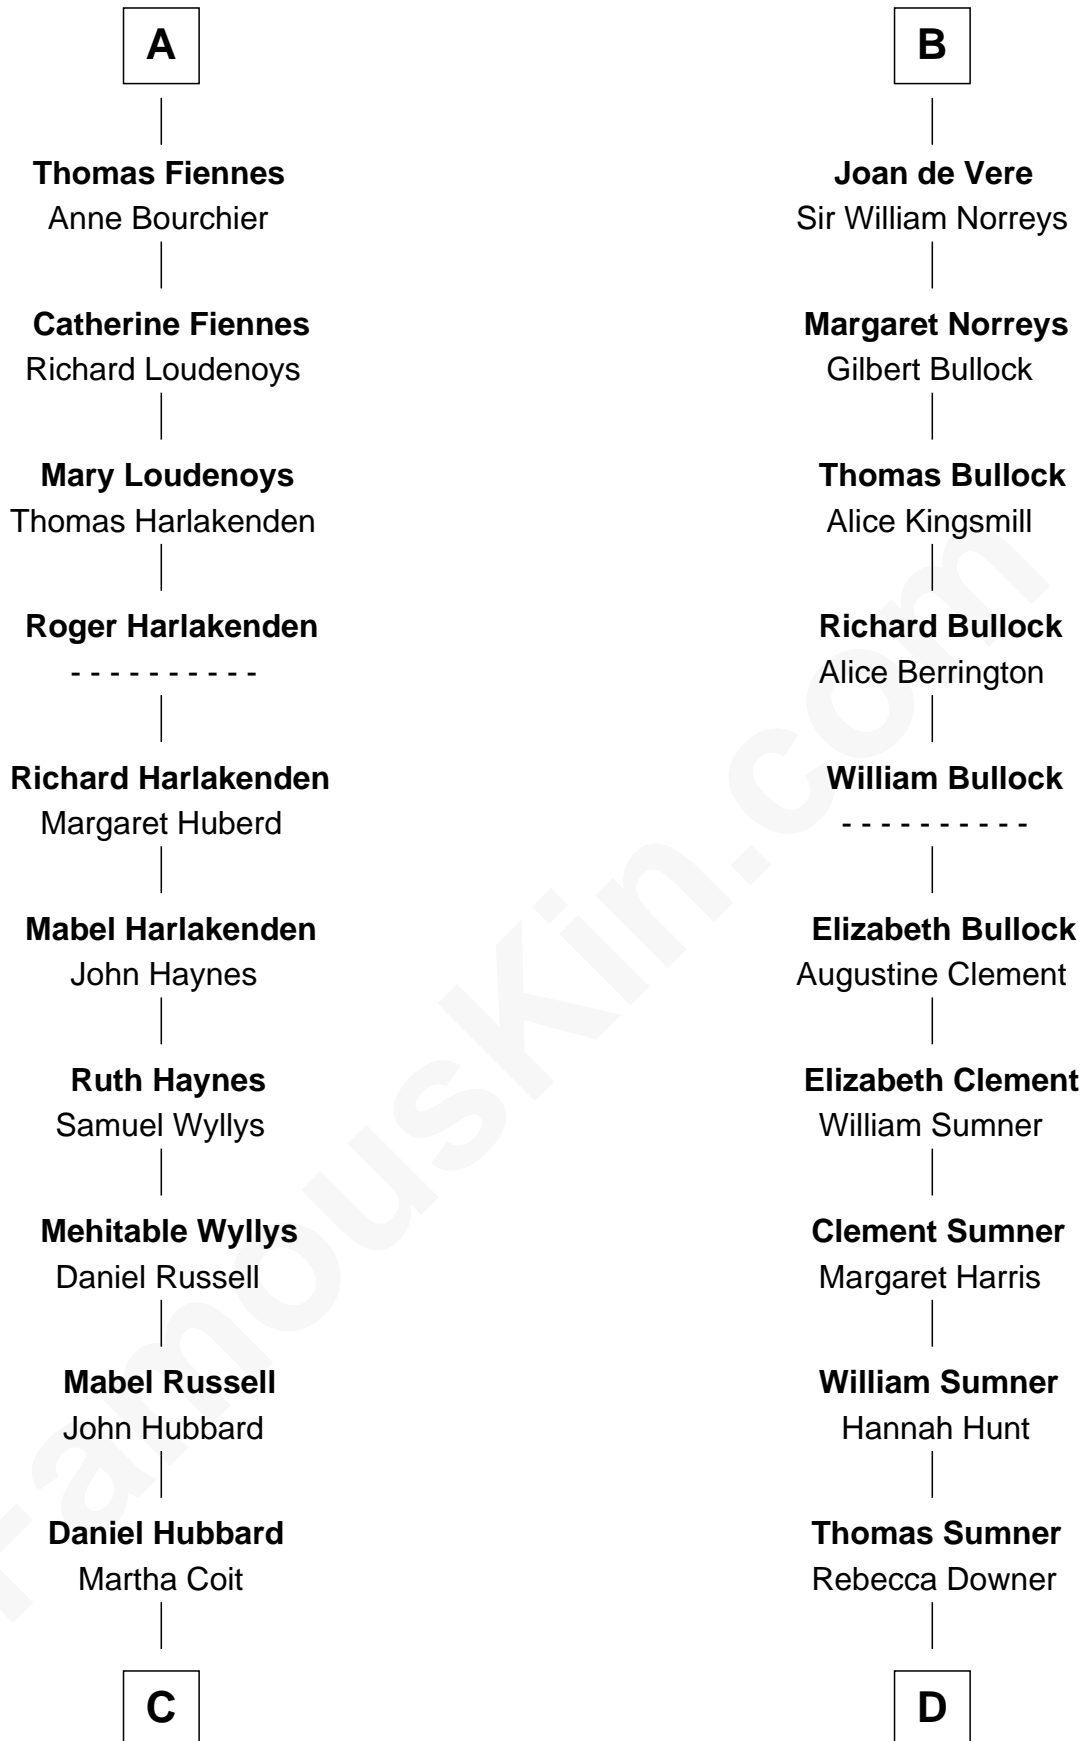 A
Thomas Fiennes
Anne Bourchier
Catherine Fiennes
Richard Loudenoys
Mary Loudenoys
Thomas Harlakenden
Roger Harlakenden
- - - - - - - - - -
Richard Harlakenden
Margaret Huberd
Mabel Harlakenden
John Haynes
Ruth Haynes
Samuel Wyllys
Mehitable Wyllys
Daniel Russell
Mabel Russell
John Hubbard
Daniel Hubbard
Martha Coit
C
B
Joan de Vere
Sir William Norreys
Margaret Norreys
Gilbert Bullock
Thomas Bullock
Alice Kingsmill
Richard Bullock
Alice Berrington
William Bullock
- - - - - - - - - -
Elizabeth Bullock
Augustine Clement
Elizabeth Clement
William Sumner
Clement Sumner
Margaret Harris
William Sumner
Hannah Hunt
Thomas Sumner
Rebecca Downer
D
FamousKin.com